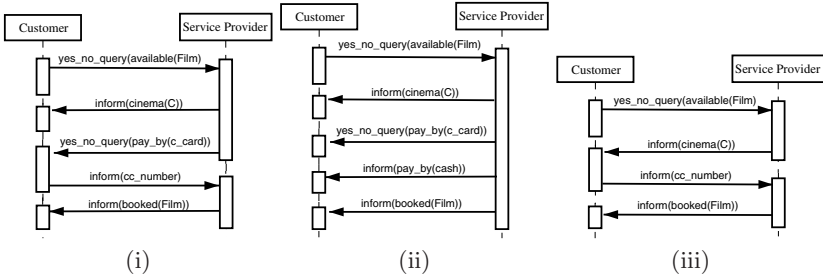 Customer
Service Provider
yes_no_query(available(Film)
inform(cinema(C))
yes_no_query(pay_by(c_card))
inform(cc_number)
inform(booked(Film))
(i)
Customer
Service Provider
yes_no_query(available(Film)
inform(cinema(C))
yes_no_query(pay_by(c_card))
inform(pay_by(cash))
inform(booked(Film))
(ii)
Customer
Service Provider
yes_no_query(available(Film)
inform(cinema(C))
inform(cc_number)
inform(booked(Film))
(iii)